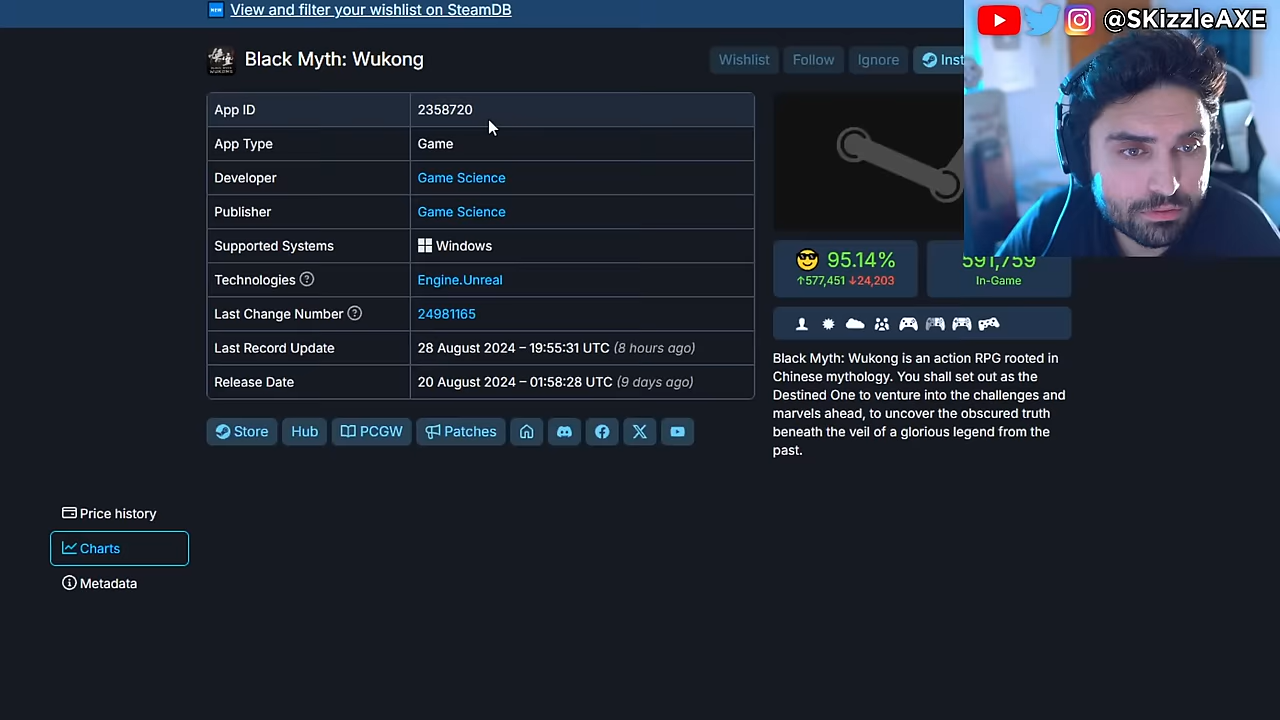 View and filter your wishlist on SteamDB
@SKizzleAXE
Black Myth: Wukong
Wishlist
Follow
Ignore
Inst
App ID 2358720
App Type Game
Developer Game Science
Publisher Game Science
Supported Systems Windows
Technologies Engine.Unreal
Last Change Number 24981165
Last Record Update 28 August 2024 – 19:55:31 UTC (8 hours ago)
Release Date 20 August 2024 – 01:58:28 UTC (9 days ago)
95.14%
↑577,451 ↓24,203
591,759
In-Game
Black Myth: Wukong is an action RPG rooted in
Chinese mythology. You shall set out as the
Destined One to venture into the challenges and
marvels ahead, to uncover the obscured truth
beneath the veil of a glorious legend from the
past.
Store
Hub
PCGW
Patches
Price history
Charts
Metadata